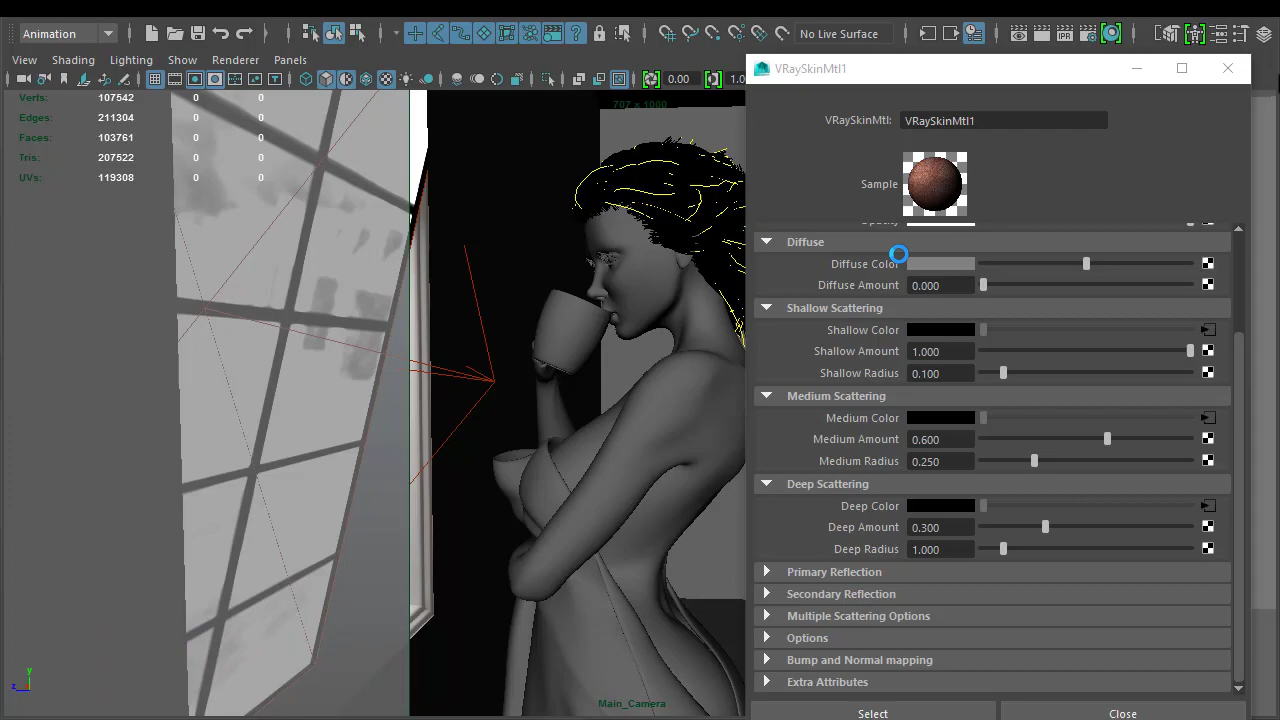 Animation
No Live Surface
IPR
View Shading Lighting Show Renderer Panels
0.00 1.0
Verts: 107542 0 0
Edges: 211304 0 0
Faces: 103761 0 0
Tris: 207522 0 0
UVs: 119308 0 0
707 x 1000
Main_Camera
y
z
VRaySkinMtl1
VRaySkinMtl: VRaySkinMtl1
Sample
Diffuse
Diffuse Color
Diffuse Amount 0.000
Shallow Scattering
Shallow Color
Shallow Amount 1.000
Shallow Radius 0.100
Medium Scattering
Medium Color
Medium Amount 0.600
Medium Radius 0.250
Deep Scattering
Deep Color
Deep Amount 0.300
Deep Radius 1.000
Primary Reflection
Secondary Reflection
Multiple Scattering Options
Options
Bump and Normal mapping
Extra Attributes
Select Close